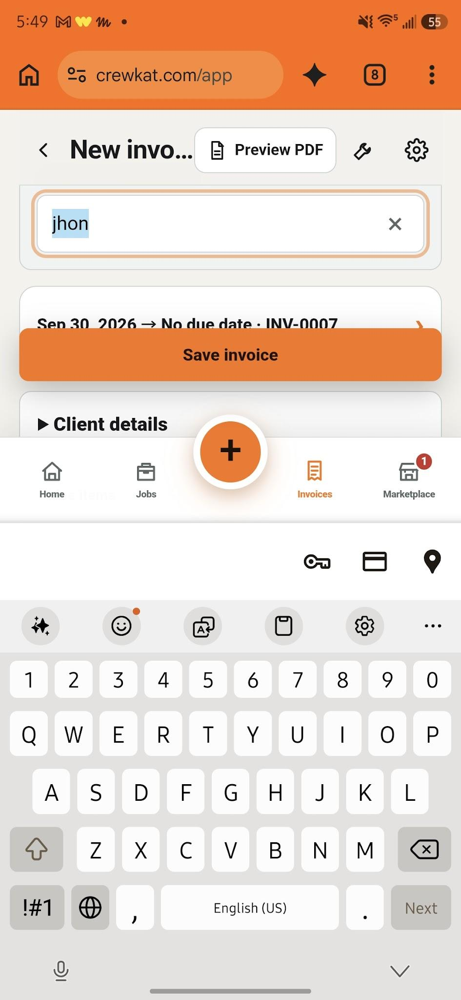 5:49
5
55
crewkat.com/app
8
New invo...
Preview PDF
jhon
Sep 30, 2026 → No due date · INV-0007
Save invoice
▶ Client details
1
Home
Jobs
Invoices
Marketplace
e items
1 2 3 4 5 6 7 8 9 0
Q W E R T Y U I O P
A S D F G H J K L
Z X C V B N M
!#1 , English (US) . Next